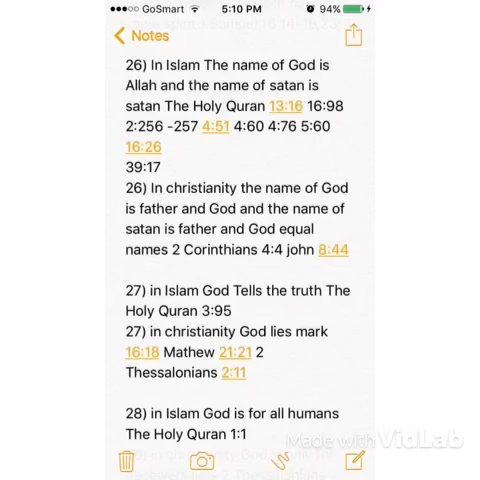 GoSmart 5:10 PM 94%
Notes
26) In Islam The name of God is
Allah and the name of satan is
satan The Holy Quran 13:16 16:98
2:256 -257 4:51 4:60 4:76 5:60
16:26
39:17
26) In christianity the name of God
is father and God and the name of
satan is father and God equal
names 2 Corinthians 4:4 john 8:44
27) in Islam God Tells the truth The
Holy Quran 3:95
27) in christianity God lies mark
16:18 Mathew 21:21 2
Thessalonians 2:11
28) in Islam God is for all humans
The Holy Quran 1:1
Made with VidLab